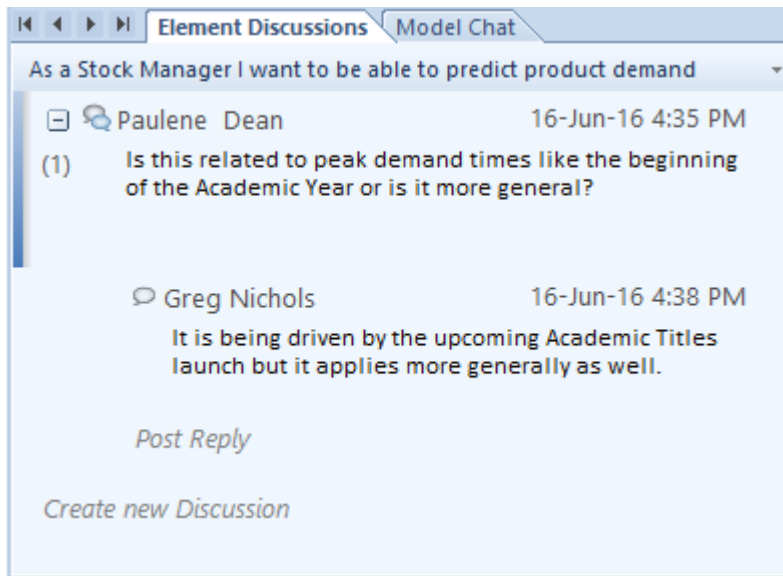 Element Discussions Model Chat
As a Stock Manager I want to be able to predict product demand
Paulene Dean 16-Jun-16 4:35 PM
(1) Is this related to peak demand times like the beginning
of the Academic Year or is it more general?
Greg Nichols 16-Jun-16 4:38 PM
It is being driven by the upcoming Academic Titles
launch but it applies more generally as well.
Post Reply
Create new Discussion